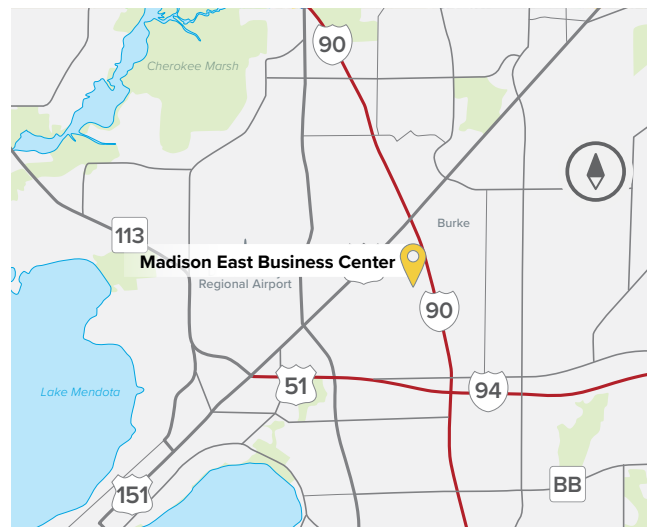 90
Cherokee Marsh
Burke
113
Madison East Business Center
Regional Airport
90
51
94
Lake Mendota
151
BB